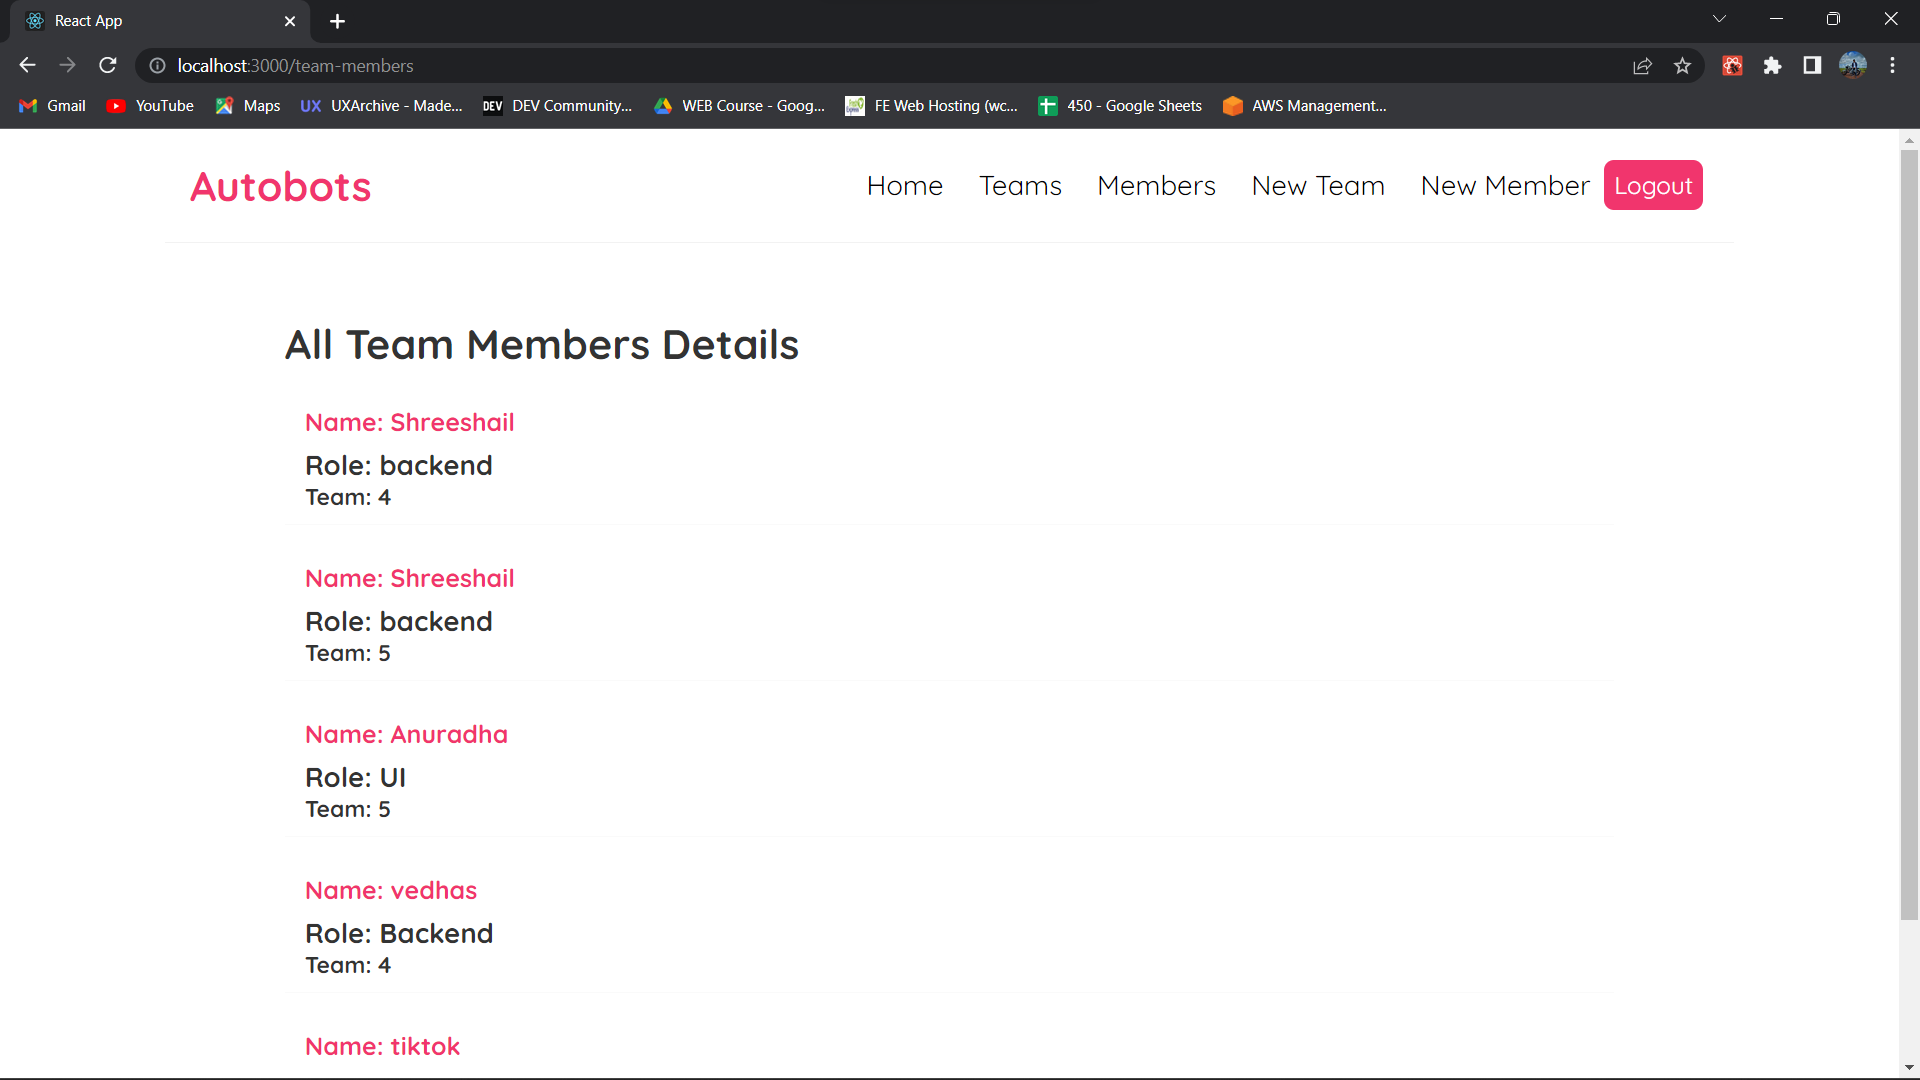 React App
localhost:3000/team-members
Gmail
YouTube
Maps
UX UXArchive - Made...
DEV DEV Community...
WEB Course - Goog...
FE Web Hosting (wc...
450 - Google Sheets
AWS Management...
Autobots
Home
Teams
Members
New Team
New Member
Logout
All Team Members Details
Name: Shreeshail
Role: backend
Team: 4
Name: Shreeshail
Role: backend
Team: 5
Name: Anuradha
Role: UI
Team: 5
Name: vedhas
Role: Backend
Team: 4
Name: tiktok